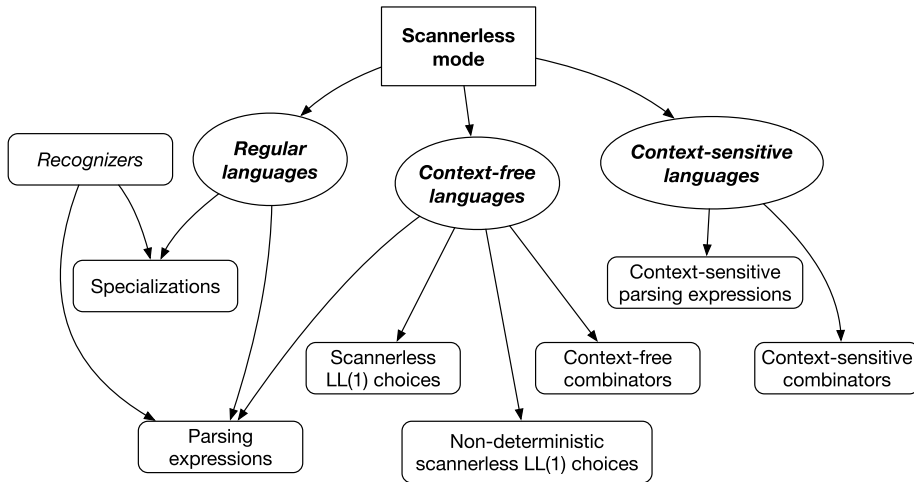 Scannerless
mode
Recognizers
Regular
languages
Context-free
languages
Context-sensitive
languages
Specializations
Context-sensitive
parsing expressions
Scannerless
LL(1) choices
Context-free
combinators
Context-sensitive
combinators
Parsing
expressions
Non-deterministic
scannerless LL(1) choices